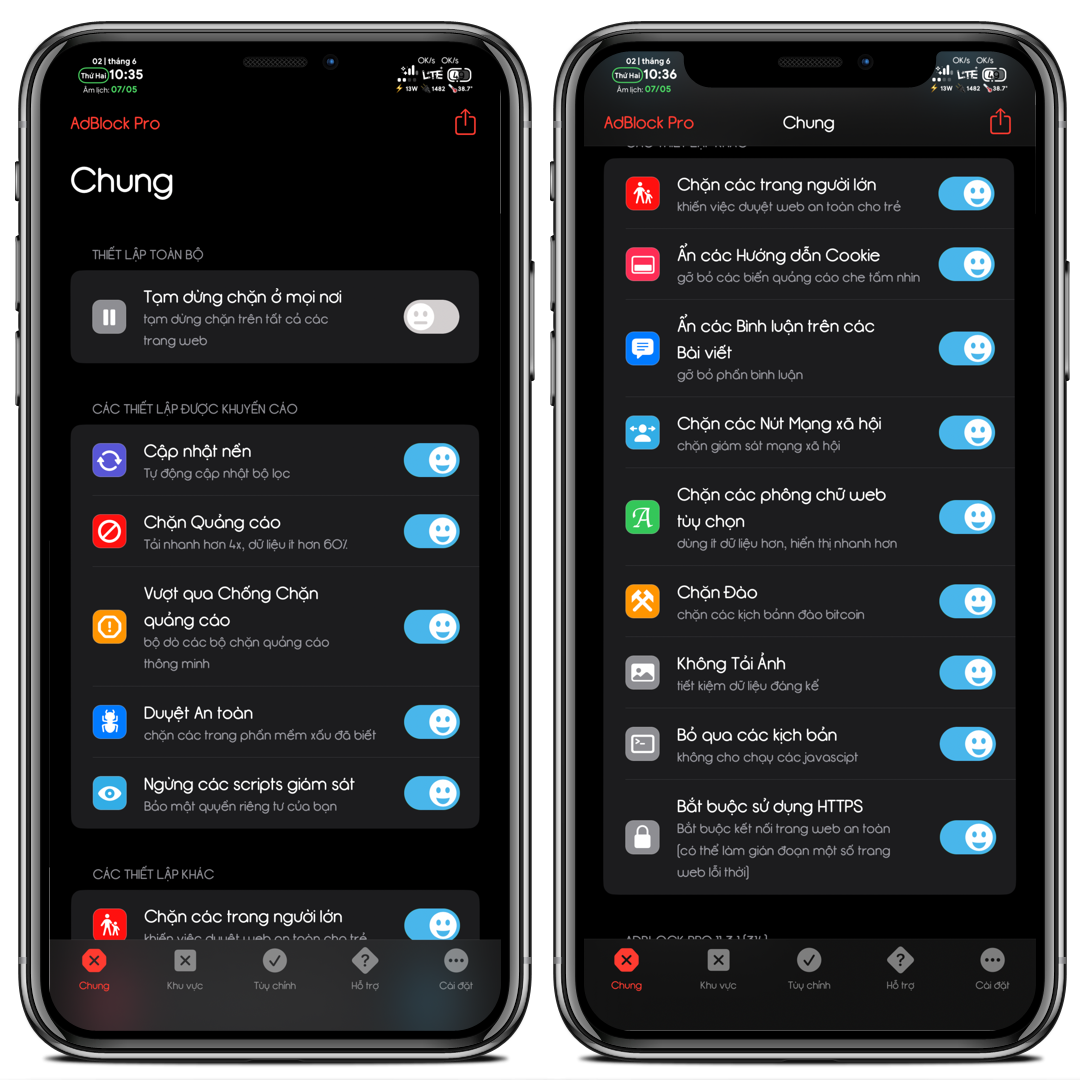 02 | tháng 6
Thứ Hai 10:35
Âm lịch: 07/05
0K/s 0K/s
LTE
13W 1482 38.7°
AdBlock Pro
Chung
THIẾT LẬP TOÀN BỘ
Tạm dừng chặn ở mọi nơi
tạm dừng chặn trên tất cả các
trang web
CÁC THIẾT LẬP ĐƯỢC KHUYẾN CÁO
Cập nhật nền
Tự động cập nhật bộ lọc
Chặn Quảng cáo
Tải nhanh hơn 4x, dữ liệu ít hơn 60%
Vượt qua Chống Chặn
quảng cáo
bộ dò các bộ chặn quảng cáo
thông minh
Duyệt An toàn
chặn các trang phần mềm xấu đã biết
Ngừng các scripts giám sát
Bảo mật quyền riêng tư của bạn
CÁC THIẾT LẬP KHÁC
Chặn các trang người lớn
khiến việc duyệt web an toàn cho trẻ
Chung
Khu vực
Tùy chỉnh
Hỗ trợ
Cài đặt
02 | tháng 6
Thứ Hai 10:36
Âm lịch: 07/05
0K/s 0K/s
LTE
13W 1482 38.7°
AdBlock Pro
Chung
Chặn các trang người lớn
khiến việc duyệt web an toàn cho trẻ
Ẩn các Hướng dẫn Cookie
gỡ bỏ các biển quảng cáo che tầm nhìn
Ẩn các Bình luận trên các
Bài viết
gỡ bỏ phần bình luận
Chặn các Nút Mạng xã hội
chặn giám sát mạng xã hội
Chặn các phông chữ web
tùy chọn
dùng ít dữ liệu hơn, hiển thị nhanh hơn
Chặn Đào
chặn các kịch bảnn đào bitcoin
Không Tải Ảnh
tiết kiệm dữ liệu đáng kể
Bỏ qua các kịch bản
không cho chạy các javascipt
Bắt buộc sử dụng HTTPS
Bắt buộc kết nối trang web an toàn
(có thể làm gián đoạn một số trang
web lỗi thời)
Chung
Khu vực
Tùy chỉnh
Hỗ trợ
Cài đặt